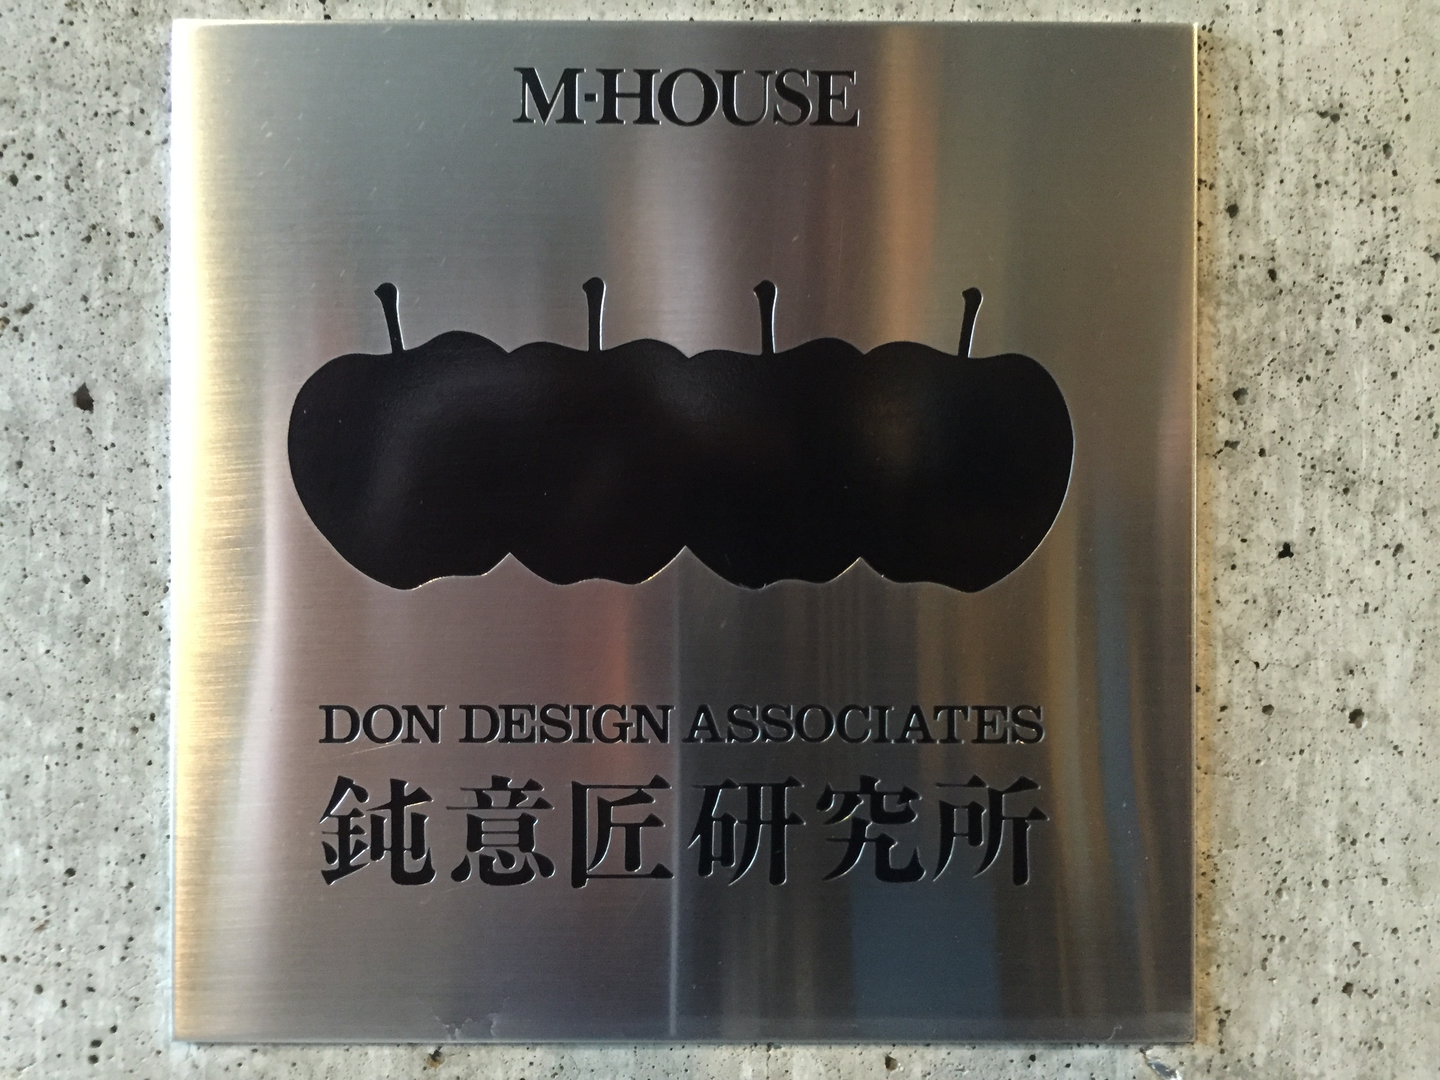 M-HOUSE
DON DESIGN ASSOCIATES
鈍意匠研究所